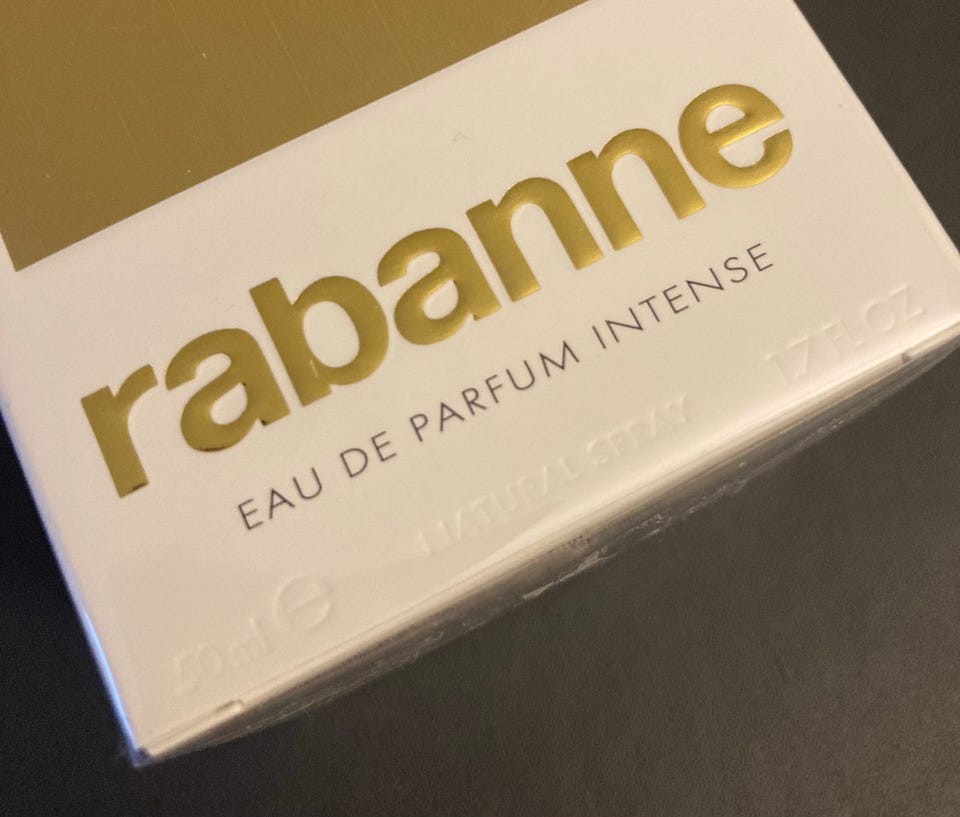 rabanne
EAU DE PARFUM INTENSE
50 ml ℮ NATURAL SPRAY 1.7 FL·OZ